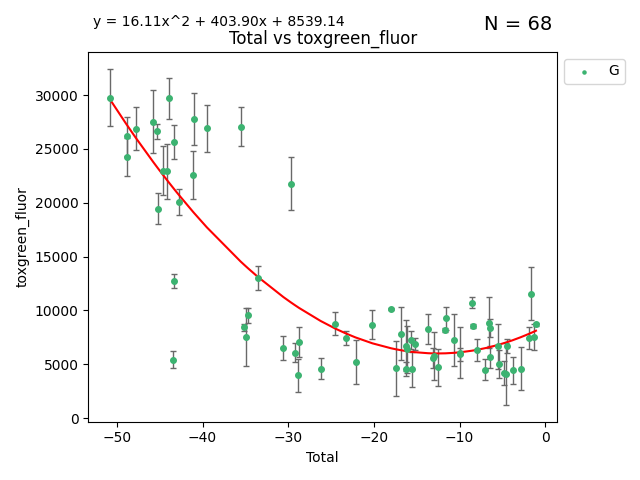 y = 16.11x^2 + 403.90x + 8539.14
N = 68
Total vs toxgreen_fluor
G
30000
25000
20000
15000
10000
5000
0
toxgreen_fluor
−50 −40 −30 −20 −10 0
Total